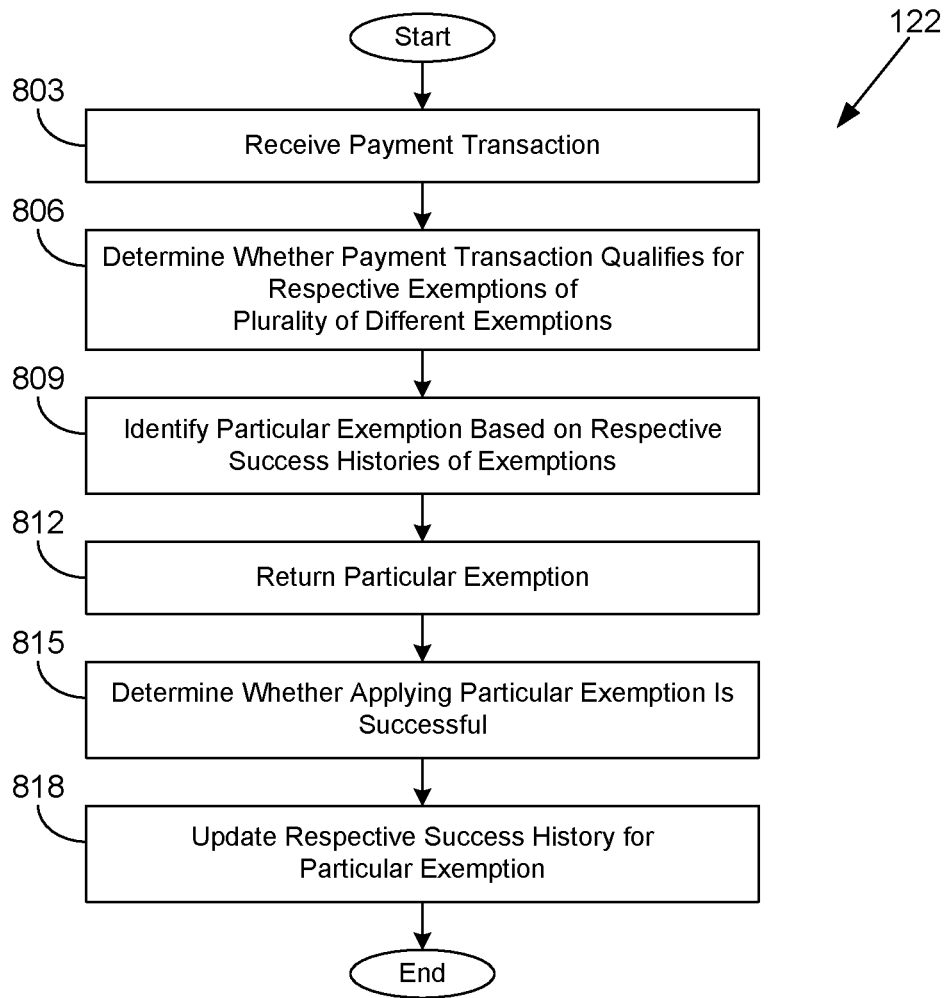 Start
122
803
Receive Payment Transaction
806
Determine Whether Payment Transaction Qualifies for
Respective Exemptions of
Plurality of Different Exemptions
809
Identify Particular Exemption Based on Respective
Success Histories of Exemptions
812
Return Particular Exemption
815
Determine Whether Applying Particular Exemption Is
Successful
818
Update Respective Success History for
Particular Exemption
End